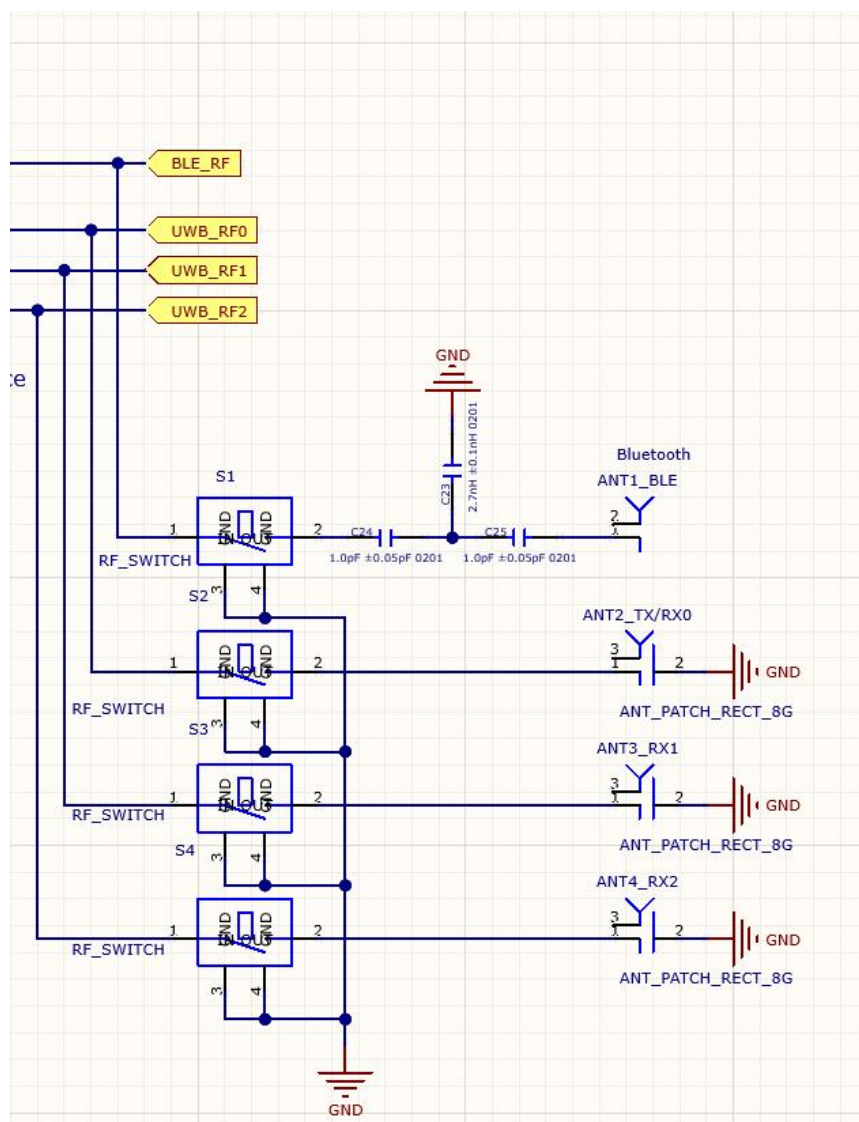 BLE_RF
UWB_RF0
UWB_RF1
UWB_RF2
ce
GND
2.7nH ±0.1nH 0201
C23
Bluetooth
ANT1_BLE
S1
GND
GND
1
IN
OUT
2
C24
C25
2
1
RF_SWITCH
1.0pF ±0.05pF 0201
1.0pF ±0.05pF 0201
3
4
S2
ANT2_TX/RX0
GND
GND
1
IN
OUT
2
3
1
2
GND
RF_SWITCH
ANT_PATCH_RECT_8G
3
4
S3
ANT3_RX1
GND
GND
1
IN
OUT
2
3
1
2
GND
RF_SWITCH
ANT_PATCH_RECT_8G
3
4
S4
ANT4_RX2
GND
GND
1
IN
OUT
2
3
1
2
GND
RF_SWITCH
ANT_PATCH_RECT_8G
3
4
GND